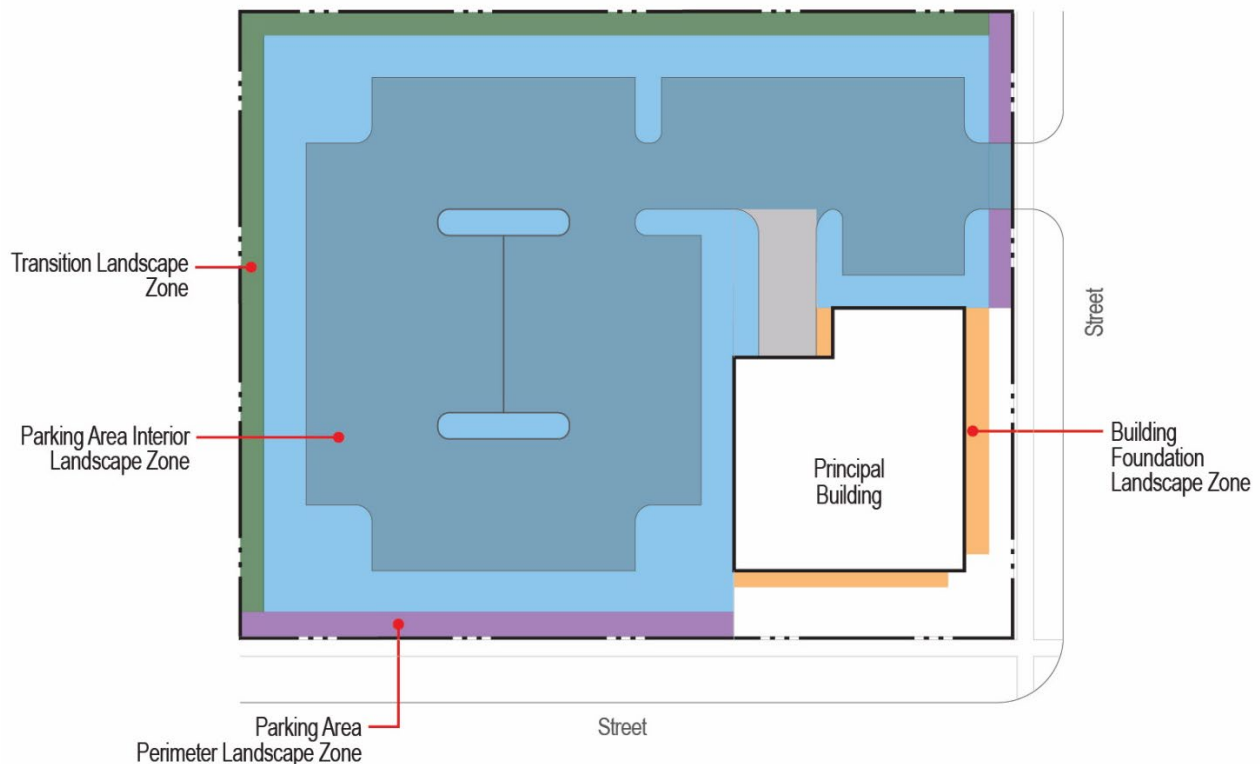 Transition Landscape
Zone
Street
Parking Area Interior
Landscape Zone
Principal
Building
Building
Foundation
Landscape Zone
Parking Area
Perimeter Landscape Zone
Street